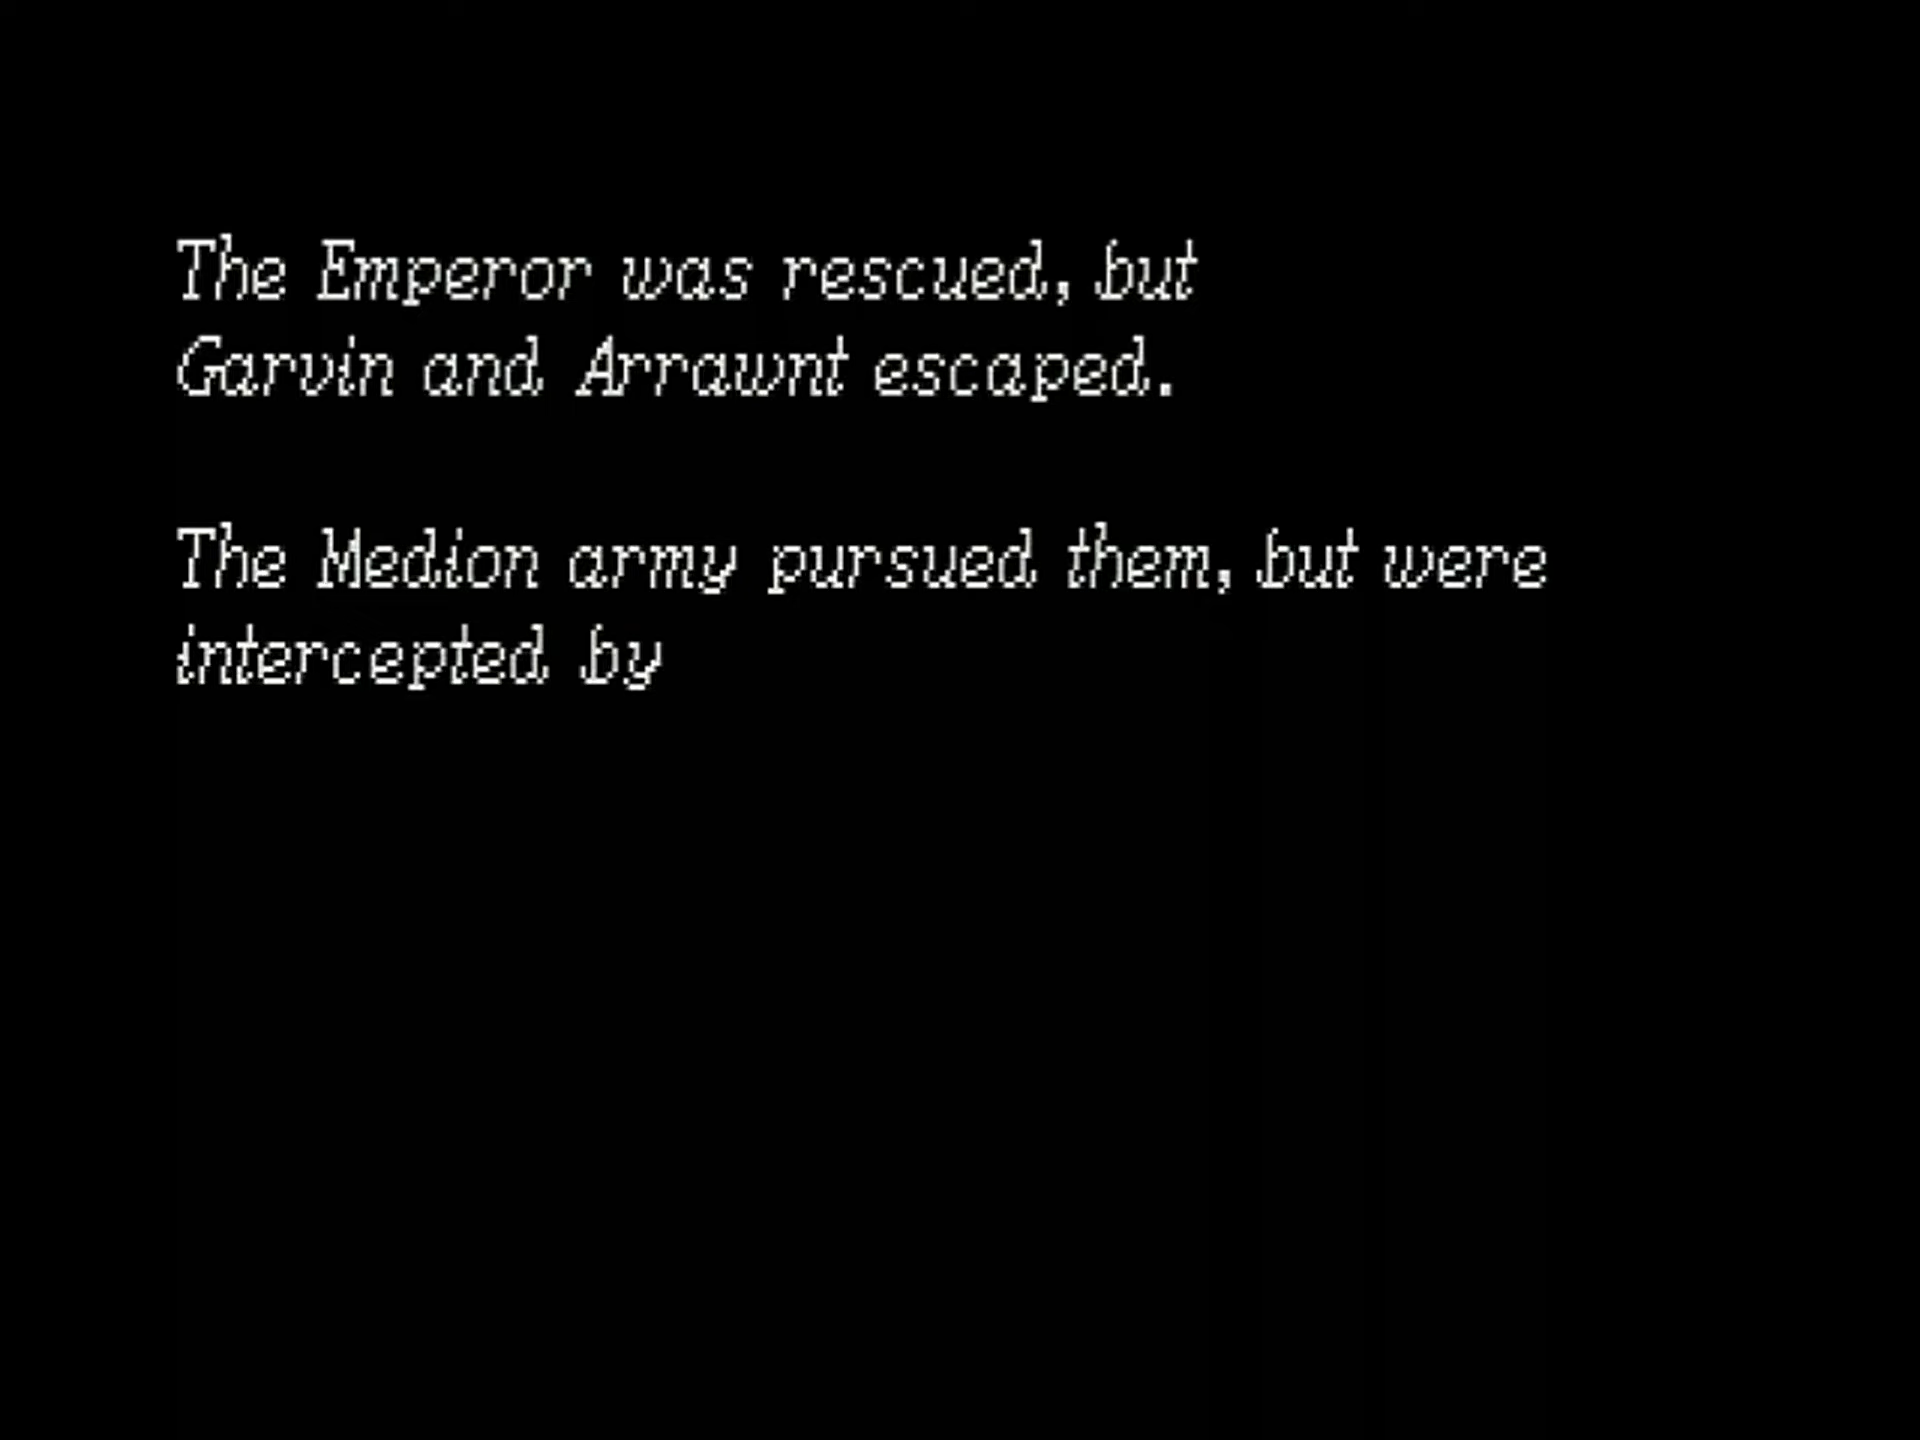 The Emperor was rescued, but
Garvin and Arrawnt escaped.
The Medion army pursued them, but were
intercepted by